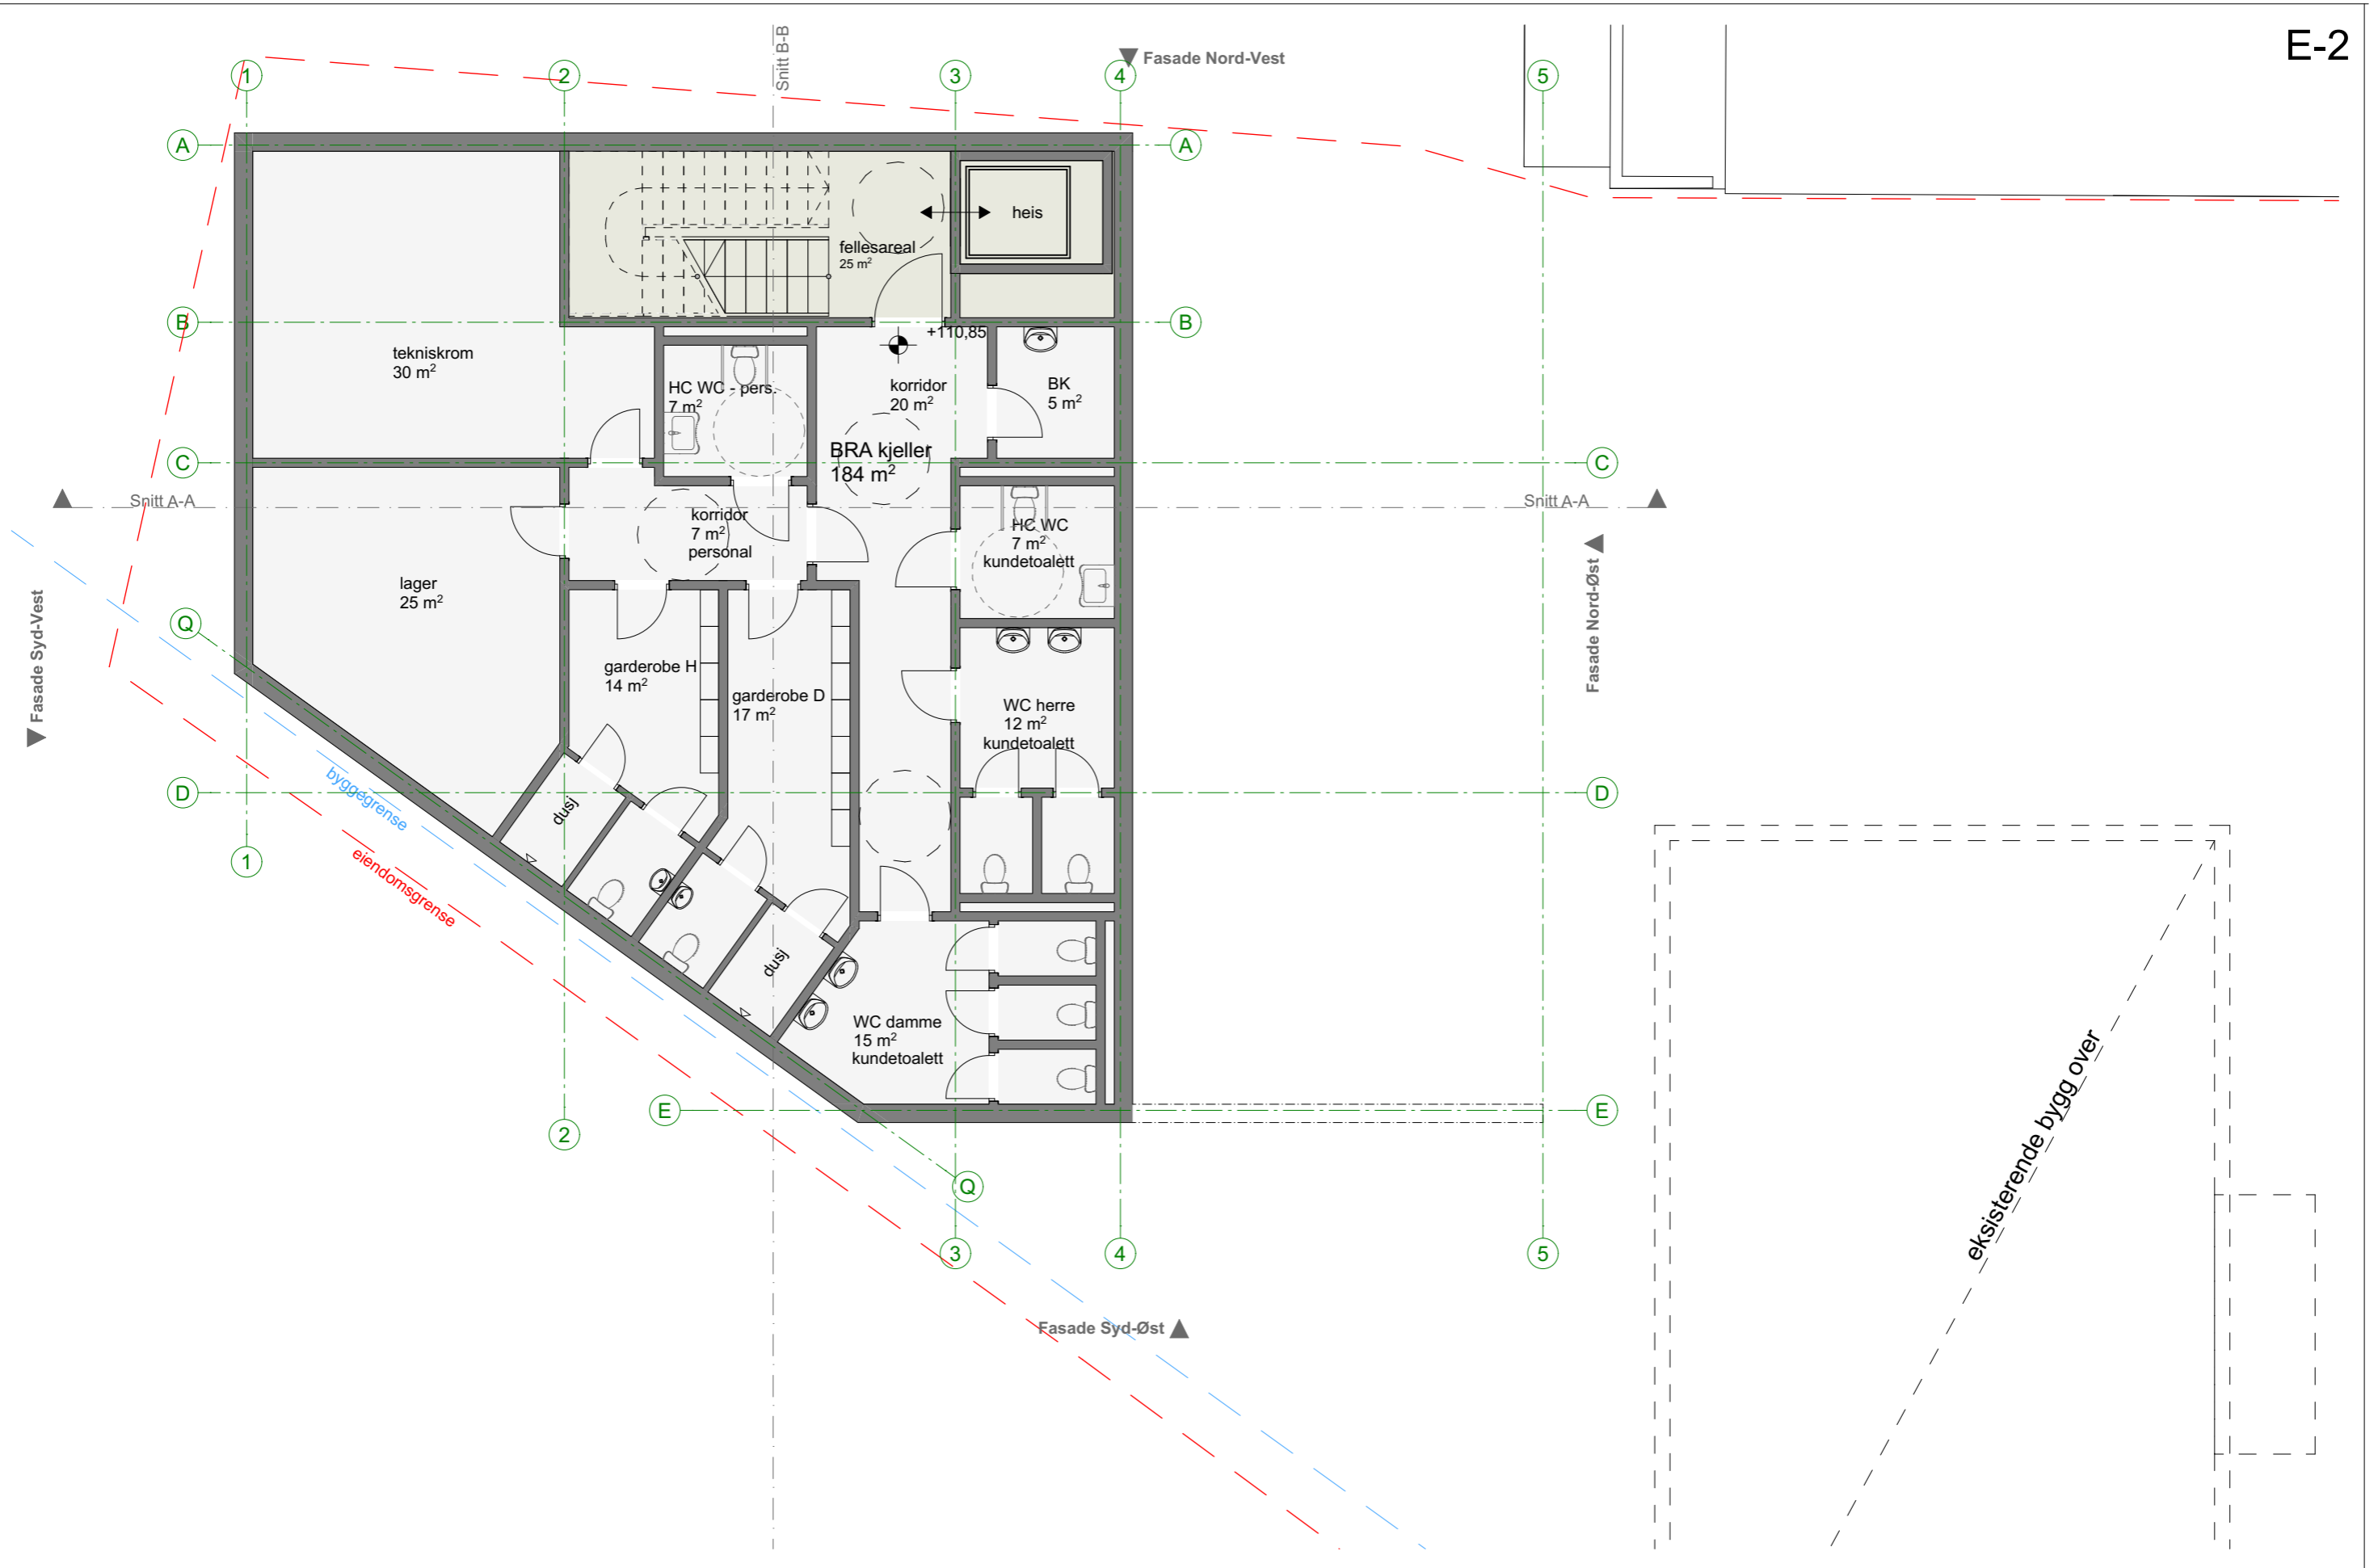 E-2
Snitt B-B
Fasade Nord-Vest
1
2
3
4
5
A
A
heis
fellesareal
25 m²
B
B
+110,85
tekniskrom
30 m²
HC WC - pers.
7 m²
korridor
20 m²
BK
5 m²
BRA kjeller
184 m²
C
C
Snitt A-A
Snitt A-A
korridor
7 m²
personal
HC WC
7 m²
kundetoalett
Fasade Nord-Øst
Fasade Syd-Vest
lager
25 m²
Q
garderobe H
14 m²
garderobe D
17 m²
WC herre
12 m²
kundetoalett
D
D
byggegrense
dusj
eiendomsgrense
1
dusj
WC damme
15 m²
kundetoalett
E
E
2
Q
eksisterende bygg over
3
4
5
Fasade Syd-Øst